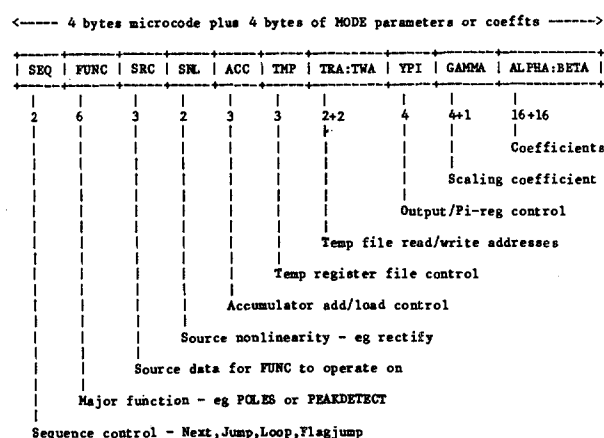 <----- 4 bytes microcode plus 4 bytes of MODE parameters or coeffts ----->
| SEQ | FUNC | SRC | SNL | ACC | TMP | TRA:TWA | YPI | GAMMA | ALPHA:BETA |
2 6 3 2 3 3 2+2 4 4+1 16+16
Coefficients
Scaling coefficient
Output/Pi-reg control
Temp file read/write addresses
Temp register file control
Accumulator add/load control
Source nonlinearity - eg rectify
Source data for FUNC to operate on
Major function - eg POLES or PEAKDETECT
Sequence control - Next,Jump,Loop,Flagjump